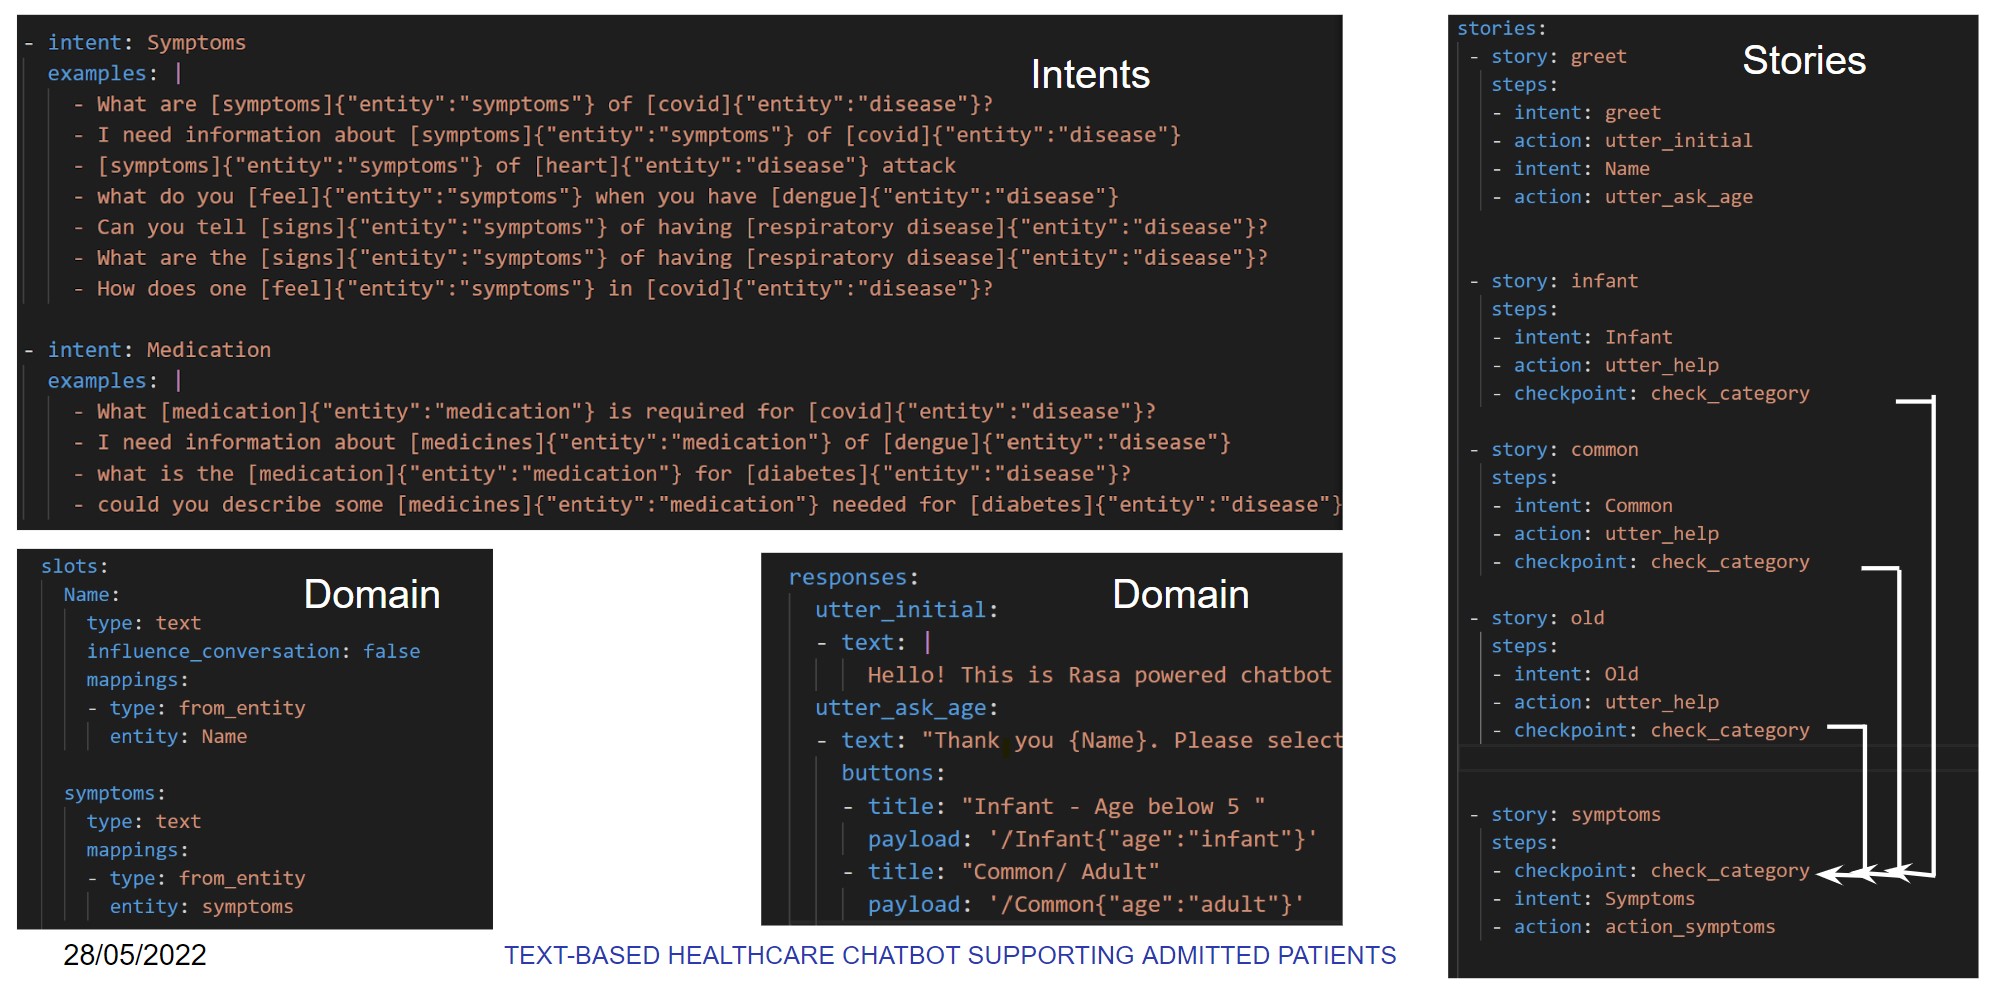 - intent: Symptoms
examples: |
- What are [symptoms]{"entity":"symptoms"} of [covid]{"entity":"disease"}?
- I need information about [symptoms]{"entity":"symptoms"} of [covid]{"entity":"disease"}
- [symptoms]{"entity":"symptoms"} of [heart]{"entity":"disease"} attack
- what do you [feel]{"entity":"symptoms"} when you have [dengue]{"entity":"disease"}
- Can you tell [signs]{"entity":"symptoms"} of having [respiratory disease]{"entity":"disease"}?
- What are the [signs]{"entity":"symptoms"} of having [respiratory disease]{"entity":"disease"}?
- How does one [feel]{"entity":"symptoms"} in [covid]{"entity":"disease"}?
- intent: Medication
examples: |
- What [medication]{"entity":"medication"} is required for [covid]{"entity":"disease"}?
- I need information about [medicines]{"entity":"medication"} of [dengue]{"entity":"disease"}
- what is the [medication]{"entity":"medication"} for [diabetes]{"entity":"disease"}?
- could you describe some [medicines]{"entity":"medication"} needed for [diabetes]{"entity":"disease"}
Intents
slots:
Name:
type: text
influence_conversation: false
mappings:
- type: from_entity
entity: Name
symptoms:
type: text
mappings:
- type: from_entity
entity: symptoms
Domain
responses:
utter_initial:
- text: |
Hello! This is Rasa powered chatbot
utter_ask_age:
- text: "Thank you {Name}. Please select
buttons:
- title: "Infant - Age below 5 "
payload: '/Infant{"age":"infant"}'
- title: "Common/ Adult"
payload: '/Common{"age":"adult"}'
Domain
stories:
- story: greet
steps:
- intent: greet
- action: utter_initial
- intent: Name
- action: utter_ask_age
- story: infant
steps:
- intent: Infant
- action: utter_help
- checkpoint: check_category
- story: common
steps:
- intent: Common
- action: utter_help
- checkpoint: check_category
- story: old
steps:
- intent: Old
- action: utter_help
- checkpoint: check_category
- story: symptoms
steps:
- checkpoint: check_category
- intent: Symptoms
- action: action_symptoms
Stories
28/05/2022
TEXT-BASED HEALTHCARE CHATBOT SUPPORTING ADMITTED PATIENTS